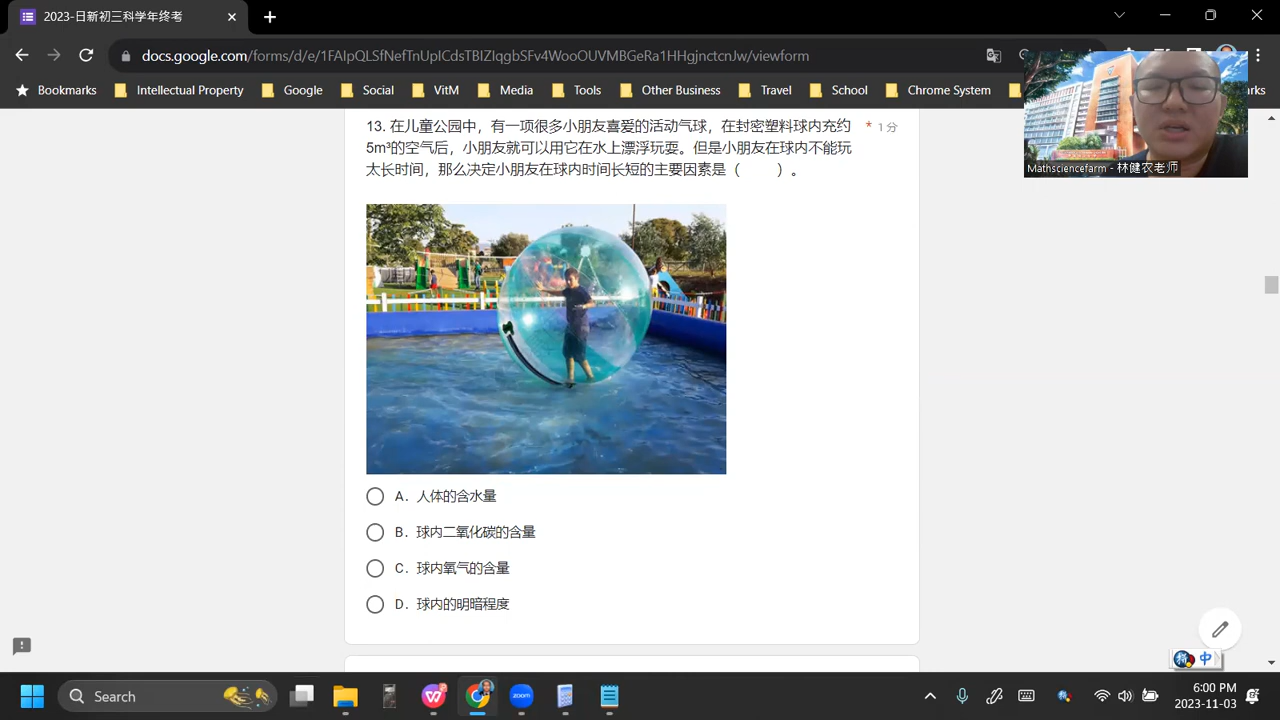 2023-日新初三科学年终考
docs.google.com/forms/d/e/1FAIpQLSfNefTnUpICdsTBIZIqgbSFy4WooOUVMBGeRa1HHgjnctcnJw/viewform
Bookmarks Intellectual Property Google Social VitM Media Tools Other Business Travel School Chrome System
Mathsciencefarm - 林健农老师
13. 在儿童公园中，有一项很多小朋友喜爱的活动气球，在封密塑料球内充约 * 1 分
5m³的空气后，小朋友就可以用它在水上漂浮玩耍。但是小朋友在球内不能玩
太长时间，那么决定小朋友在球内时间长短的主要因素是（ ）。
A．人体的含水量
B．球内二氧化碳的含量
C．球内氧气的含量
D．球内的明暗程度
中
Search
zoom
6:00 PM
2023-11-03